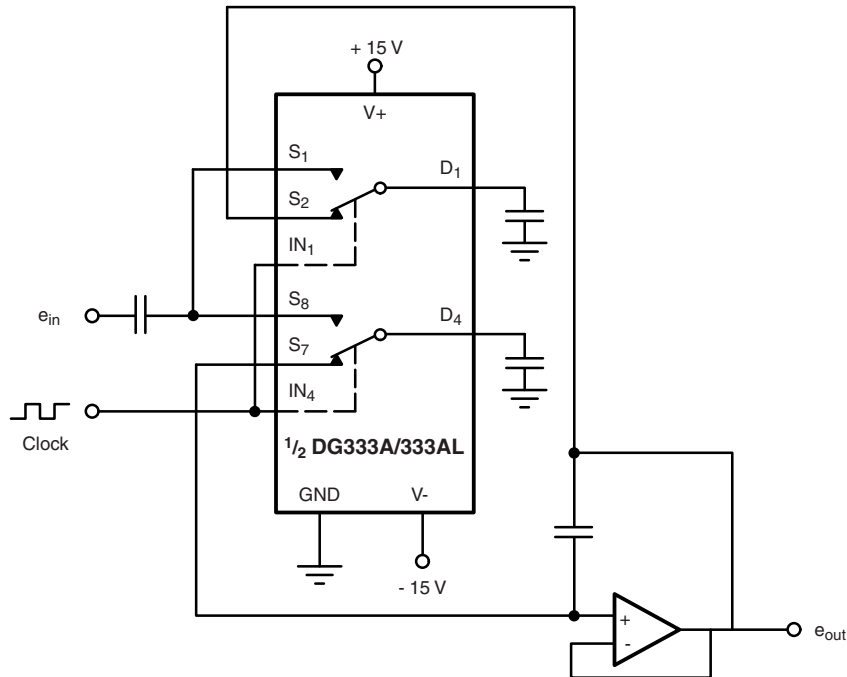 + 15 V
V+
S1
D1
S2
IN1
S8
ein
D4
S7
IN4
Clock
1/2 DG333A/333AL
GND
V-
- 15 V
+
-
eout